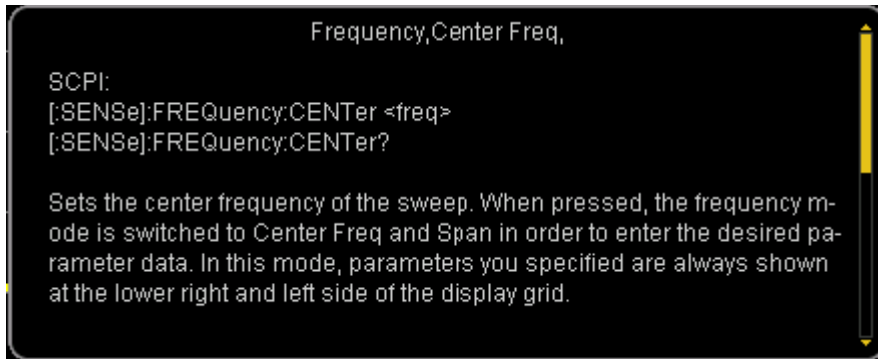 Frequency,Center Freq,
SCPI:
[:SENSe]:FREQuency:CENTer <freq>
[:SENSe]:FREQuency:CENTer?
Sets the center frequency of the sweep. When pressed, the frequency m-
ode is switched to Center Freq and Span in order to enter the desired pa-
rameter data. In this mode, parameters you specified are always shown
at the lower right and left side of the display grid.